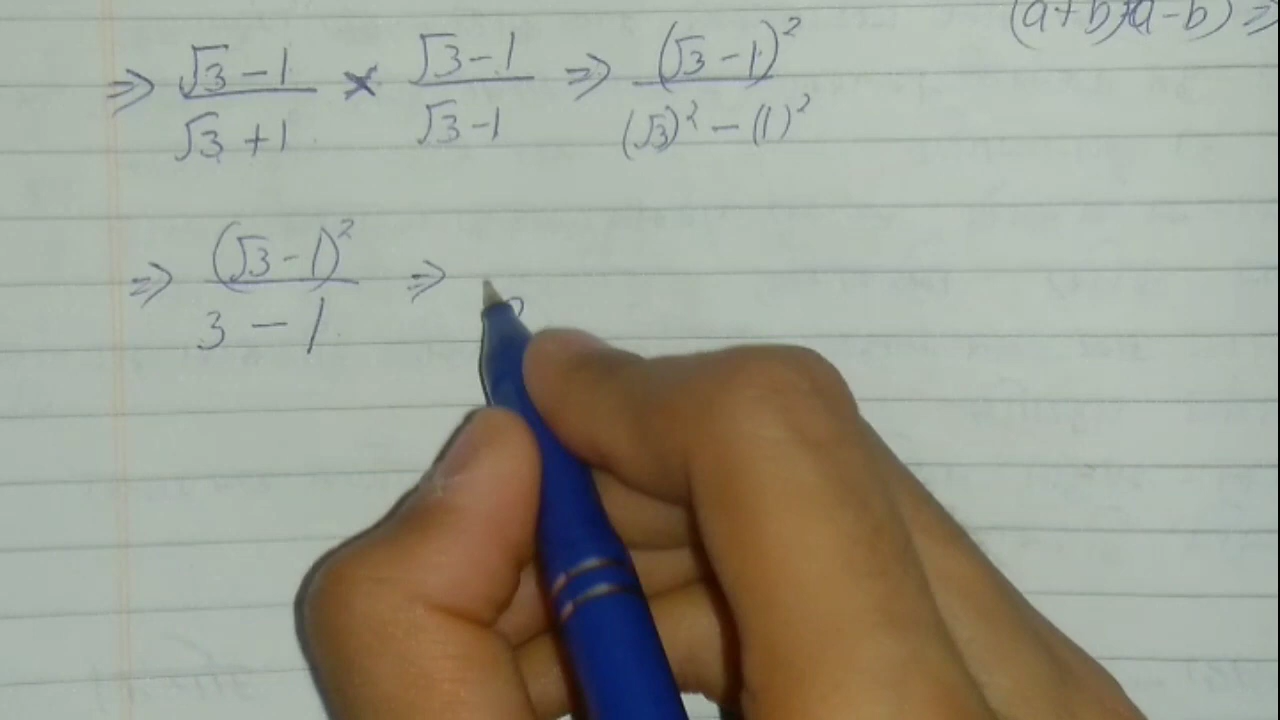 (a+b)(a-b) ⇒
⇒ √3-1/√3+1 × √3-1/√3-1 ⇒ (√3-1)²/(√3)²-(1)²
⇒ (√3-1)²/3-1 ⇒